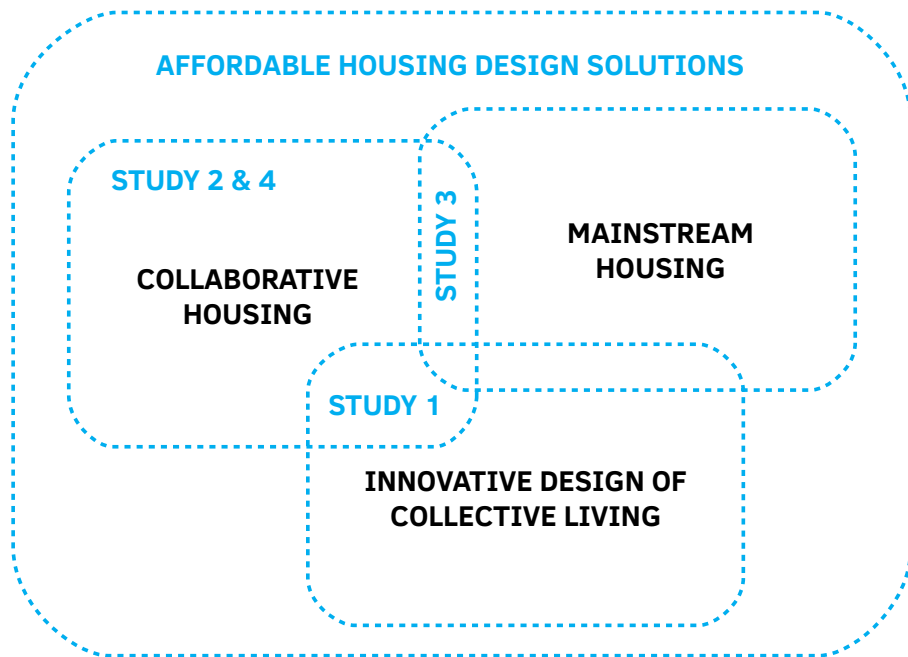 AFFORDABLE HOUSING DESIGN SOLUTIONS
STUDY 2 & 4
COLLABORATIVE
HOUSING
STUDY 3
MAINSTREAM
HOUSING
STUDY 1
INNOVATIVE DESIGN OF
COLLECTIVE LIVING